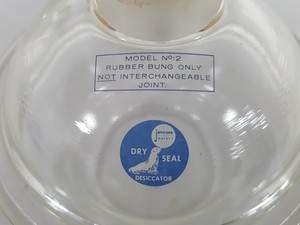 MODEL Nº:2
RUBBER BUNG ONLY
NOT INTERCHANGEABLE
JOINT.
DRY SEAL
DESICCATOR